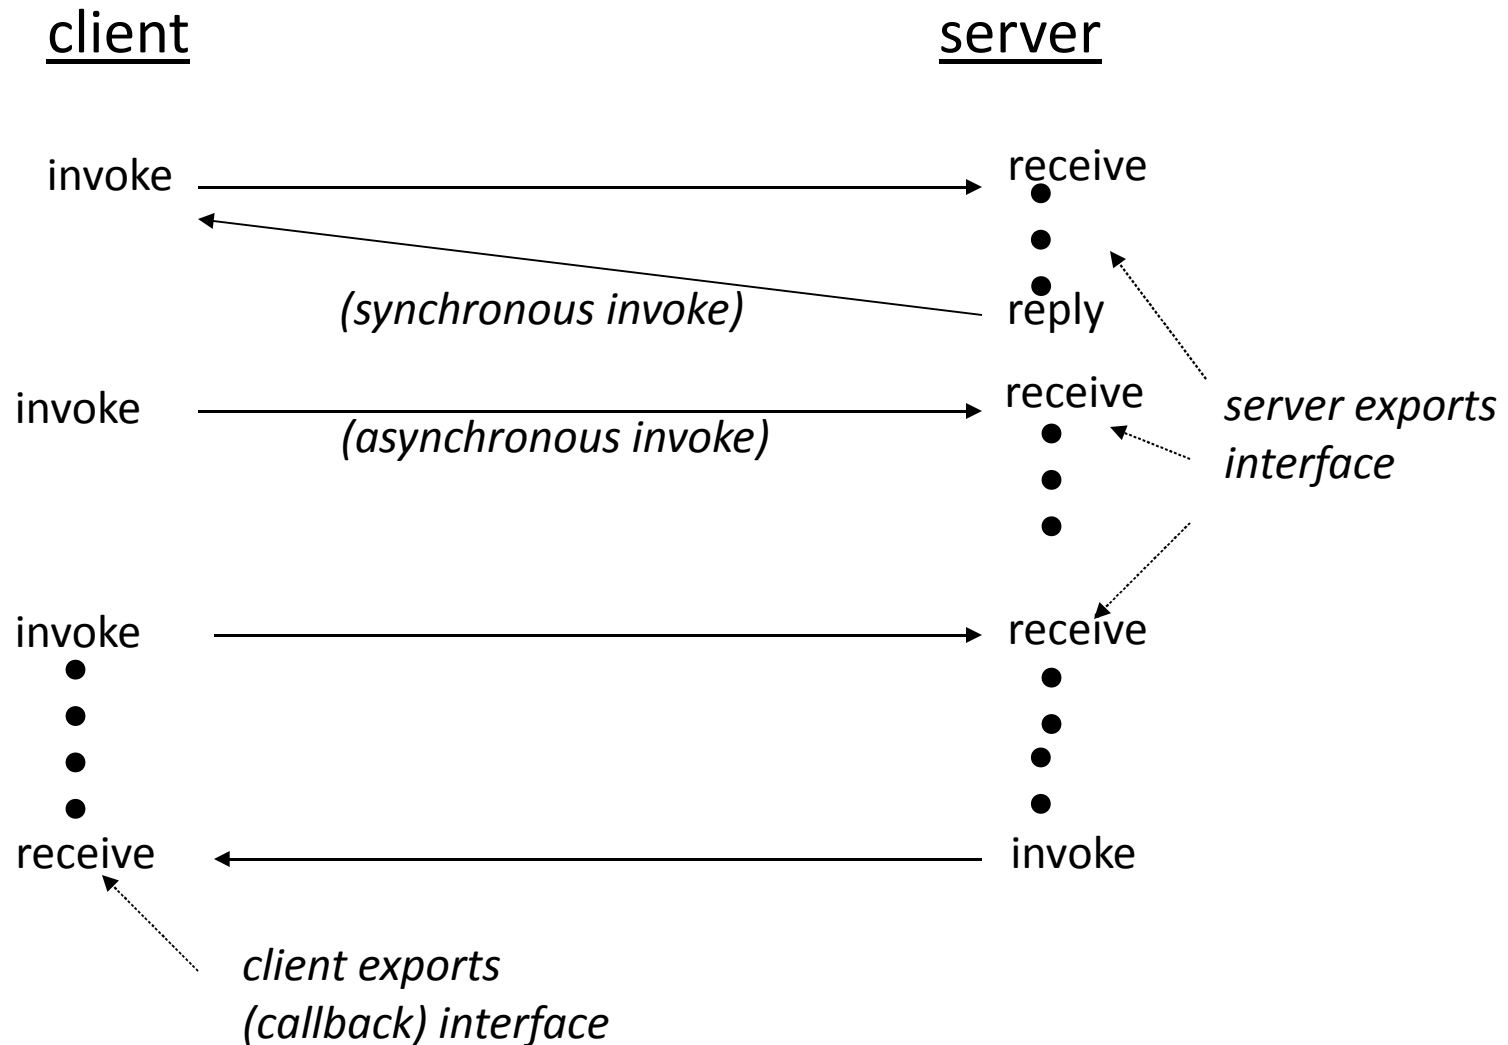 client
server
invoke
receive
(synchronous invoke)
reply
invoke
receive
(asynchronous invoke)
server exports
interface
invoke
receive
receive
invoke
client exports
(callback) interface